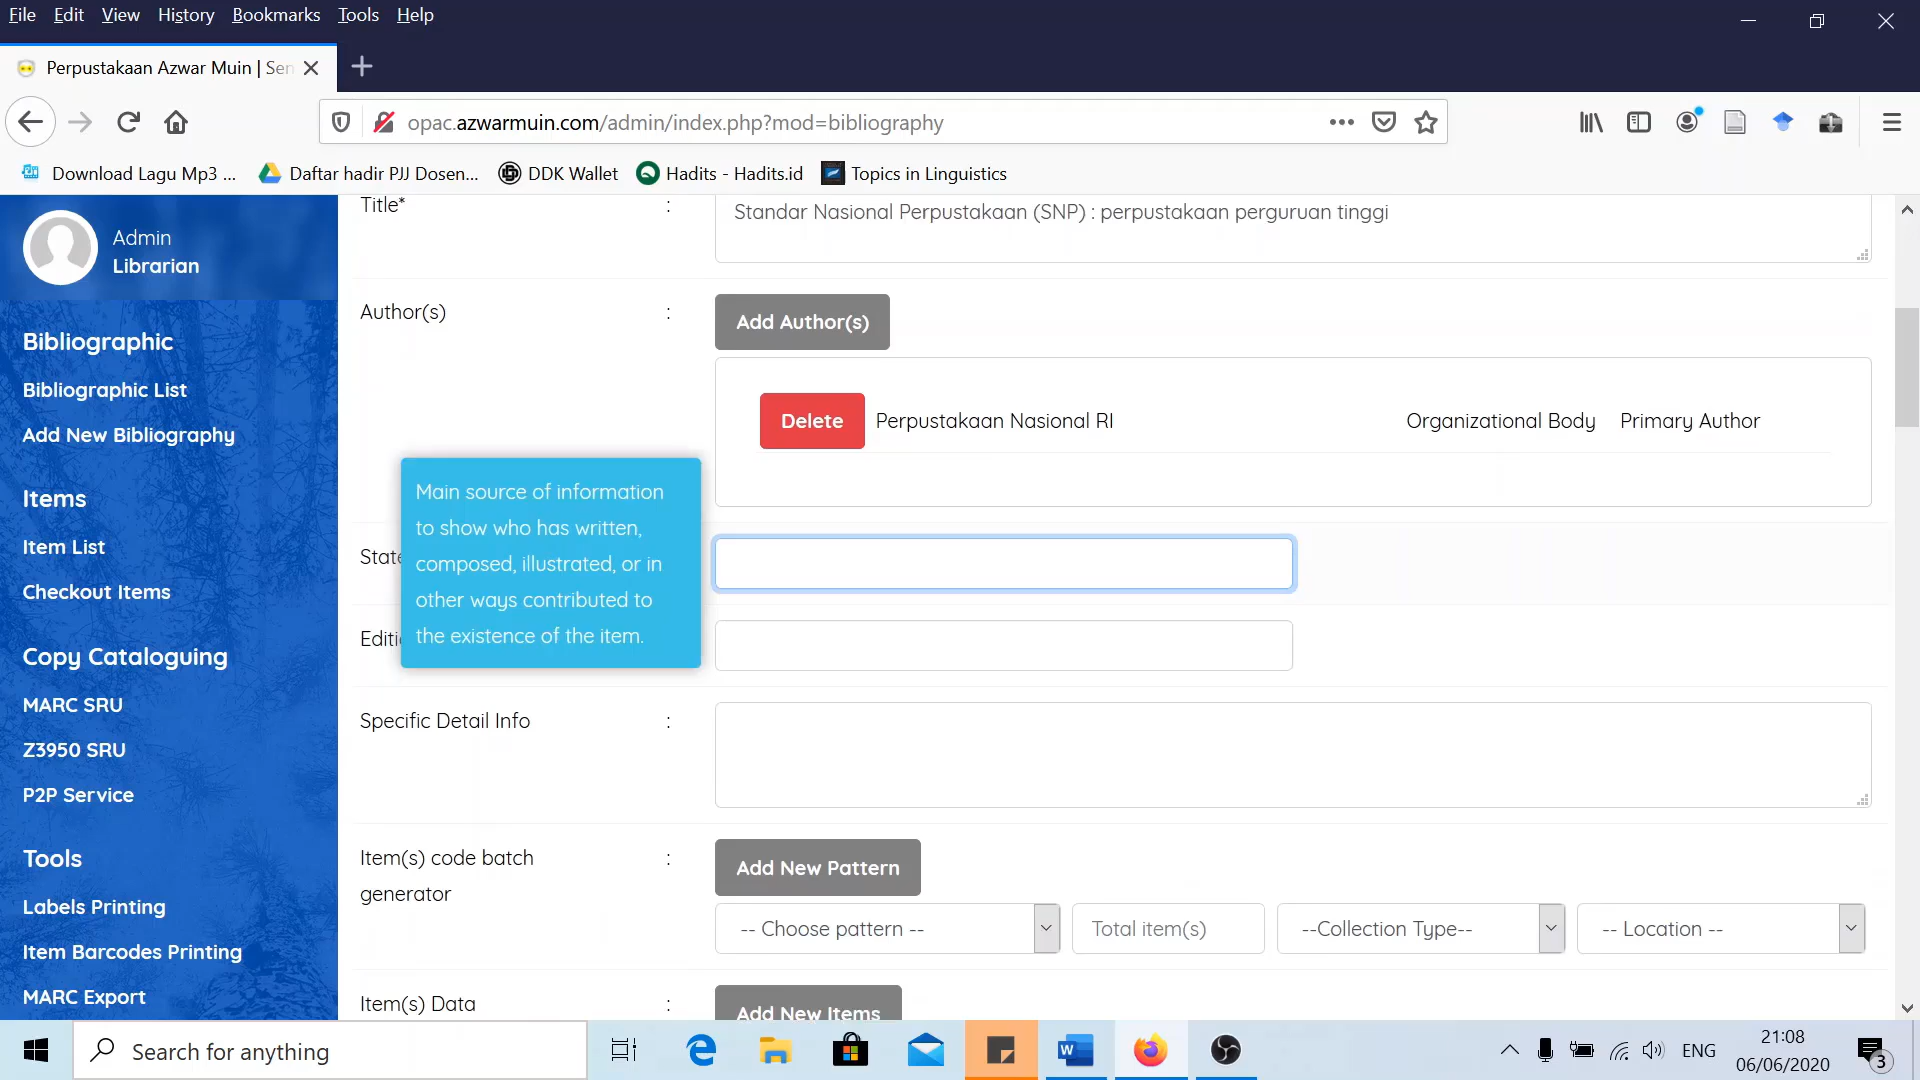 File Edit View History Bookmarks Tools Help
Perpustakaan Azwar Muin | Sen
opac.azwarmuin.com/admin/index.php?mod=bibliography
Download Lagu Mp3 ... Daftar hadir PJJ Dosen... DDK Wallet Hadits - Hadits.id Topics in Linguistics
Admin
Librarian
Bibliographic
Bibliographic List
Add New Bibliography
Items
Item List
Checkout Items
Copy Cataloguing
MARC SRU
Z3950 SRU
P2P Service
Tools
Labels Printing
Item Barcodes Printing
MARC Export
Title* : Standar Nasional Perpustakaan (SNP) : perpustakaan perguruan tinggi
Author(s) : Add Author(s)
Delete Perpustakaan Nasional RI Organizational Body Primary Author
State
Main source of information
to show who has written,
composed, illustrated, or in
other ways contributed to
the existence of the item.
Editi
Specific Detail Info :
Item(s) code batch
generator
: Add New Pattern
-- Choose pattern -- Total item(s) --Collection Type-- -- Location --
Item(s) Data : Add New Items
Search for anything
W
ENG
21:08
06/06/2020
3